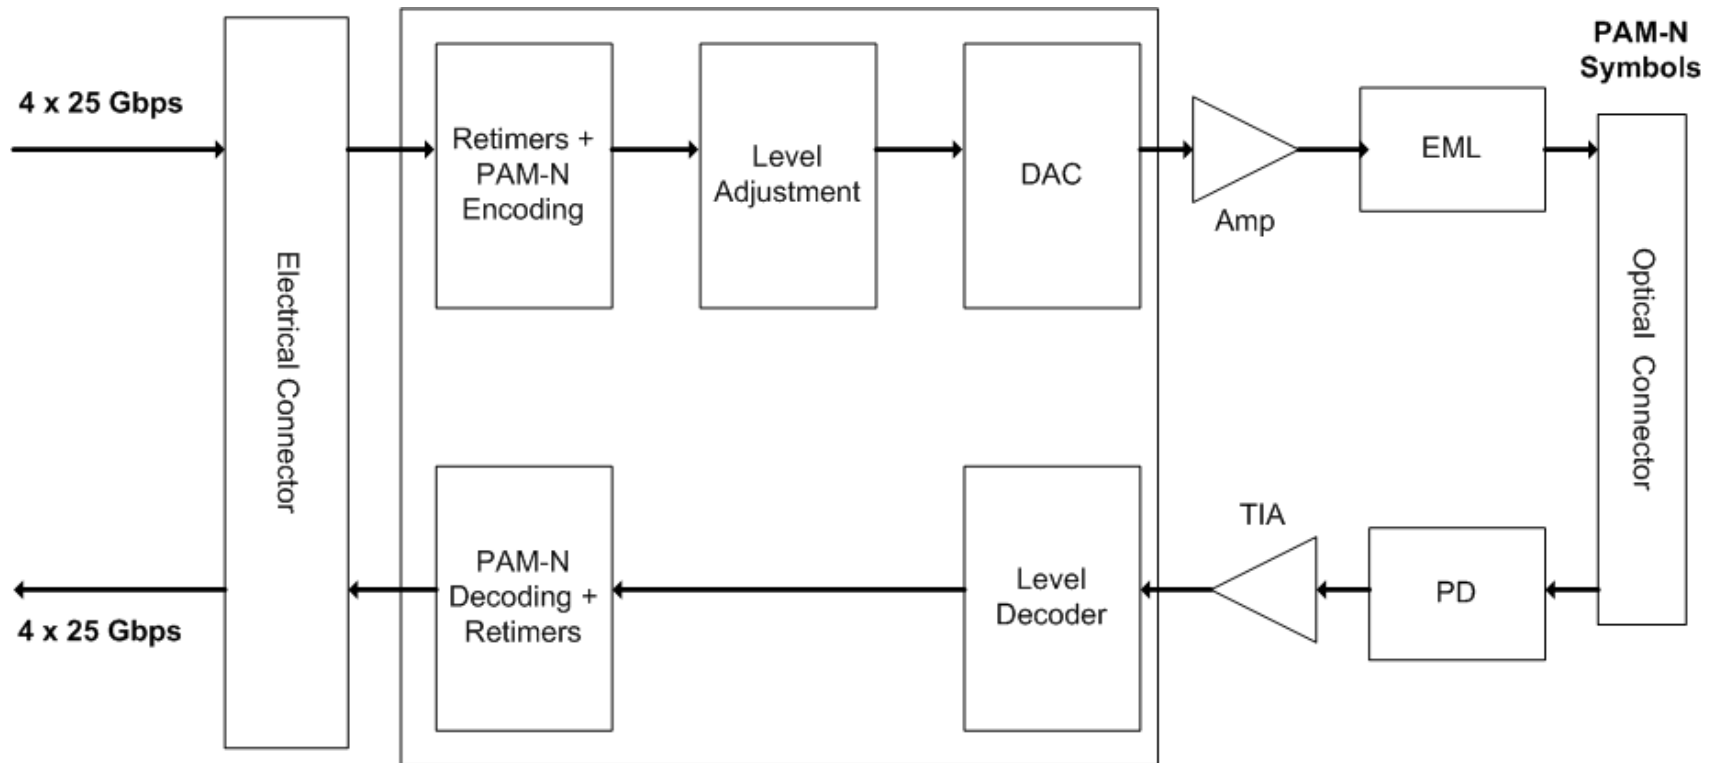 PAM-N
Symbols
4 x 25 Gbps
Retimers +
PAM-N
Encoding
Level
Adjustment
DAC
Amp
EML
Electrical Connector
Optical Connector
4 x 25 Gbps
PAM-N
Decoding +
Retimers
Level
Decoder
TIA
PD